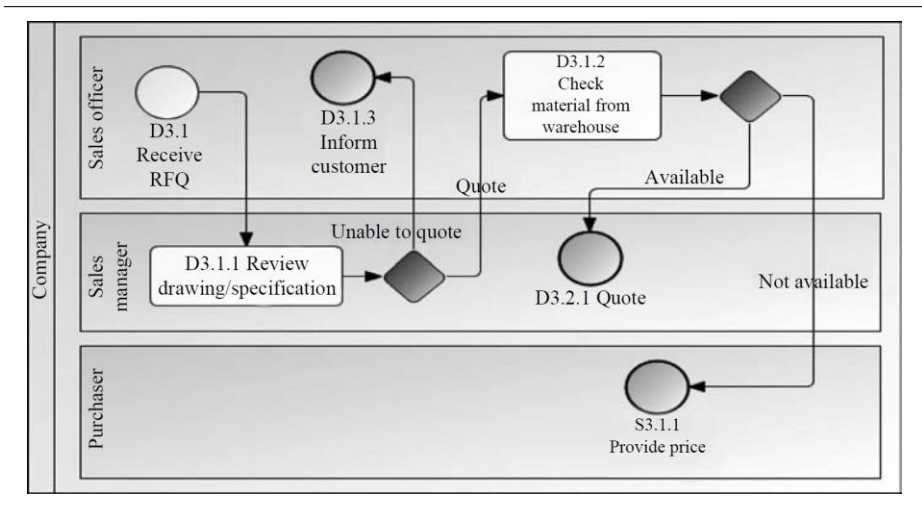 Company
Sales officer
D3.1
Receive
RFQ
D3.1.3
Inform
customer
D3.1.2
Check
material from
warehouse
Quote
Available
Sales
manager
D3.1.1 Review
drawing/specification
Unable to quote
D3.2.1 Quote
Not available
Purchaser
S3.1.1
Provide price